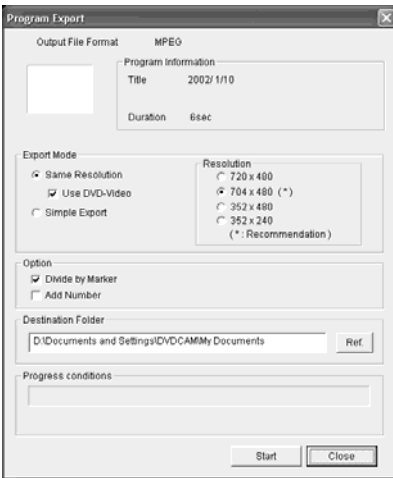 Program Export
Output File Format MPEG
Program Information
Title 2002/ 1/10
Duration 6sec
Export Mode
Same Resolution
Use DVD-Video
Simple Export
Resolution
720 x 480
704 x 480 (*)
352 x 480
352 x 240
(*: Recommendation)
Option
Divide by Marker
Add Number
Destination Folder
D:\Documents and Settings\DVDCAM\My Documents
Ref.
Progress conditions
Start
Close